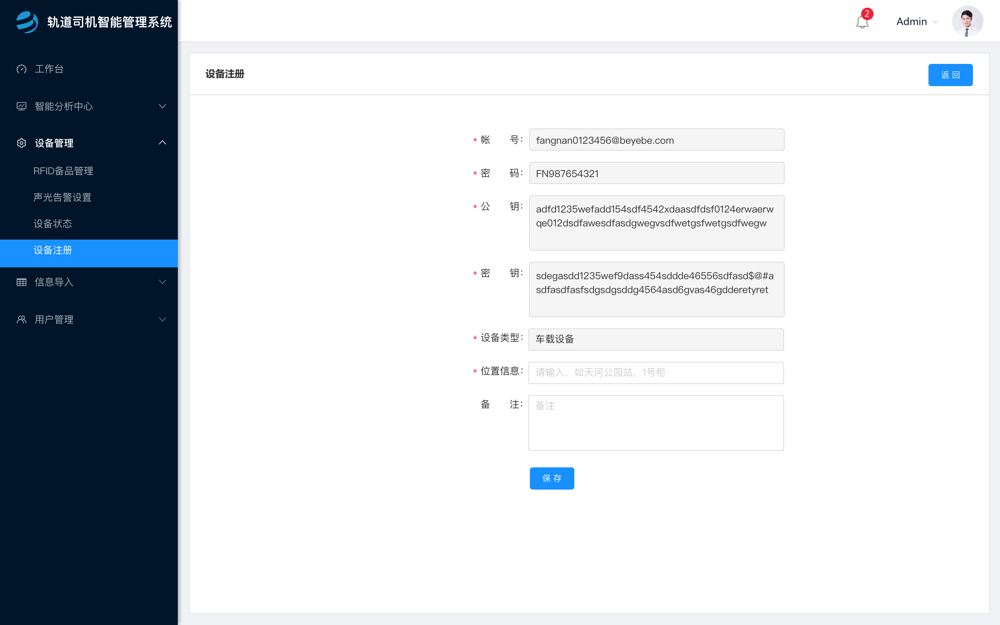 轨道司机智能管理系统
2
Admin
工作台
智能分析中心
设备管理
RFID备品管理
声光告警设置
设备状态
设备注册
信息导入
用户管理
设备注册
返 回
* 帐 号:
fangnan0123456@beyebe.com
* 密 码:
FN987654321
* 公 钥:
adfd1235wefadd154sdf4542xdaasdfdsf0124erwaerw
qe012dsdfawesdfasdgwegvsdfwetgsfwetgsdfwegw
* 密 钥:
sdegasdd1235wef9dass454sddde46556sdfasd$@#a
sdfasdfasfsdgsdgsddg4564asd6gvas46gdderetyret
* 设备类型:
车载设备
* 位置信息:
请输入，如天河公园站，1号柜
备 注:
备注
保 存